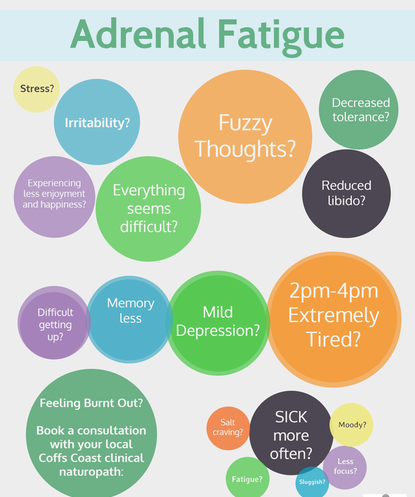 Adrenal Fatigue
Stress?
Irritability?
Fuzzy
Thoughts?
Decreased
tolerance?
Experiencing
less enjoyment
and happiness?
Everything
seems
difficult?
Reduced
libido?
Difficult
getting
up?
Memory
less
Mild
Depression?
2pm-4pm
Extremely
Tired?
Feeling Burnt Out?
Book a consultation
with your local
Coffs Coast clinical
naturopath:
Salt
craving?
SICK
more
often?
Moody?
Less
focus?
Fatigue?
Sluggish?